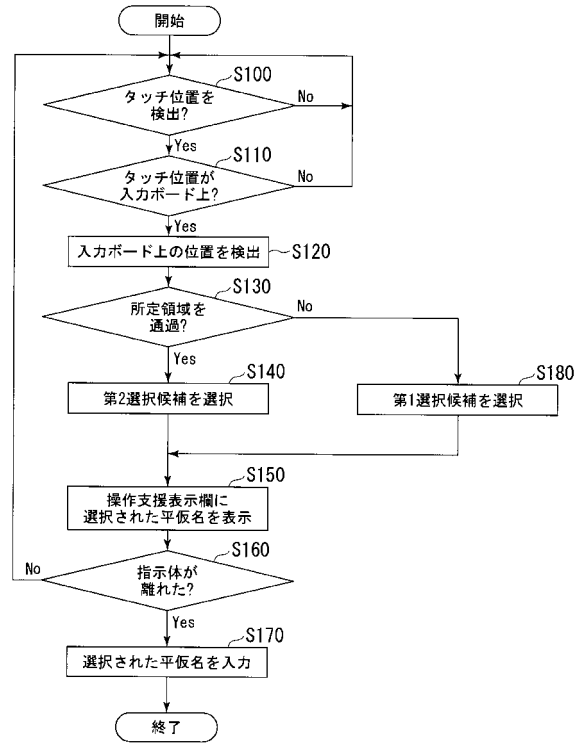 開始
S100
タッチ位置を
検出?
No
Yes
S110
タッチ位置が
入力ボード上?
No
Yes
入力ボード上の位置を検出
S120
S130
所定領域を
通過?
No
Yes
S140
第2選択候補を選択
S180
第1選択候補を選択
S150
操作支援表示欄に
選択された平仮名を表示
S160
指示体が
離れた?
No
Yes
S170
選択された平仮名を入力
終了